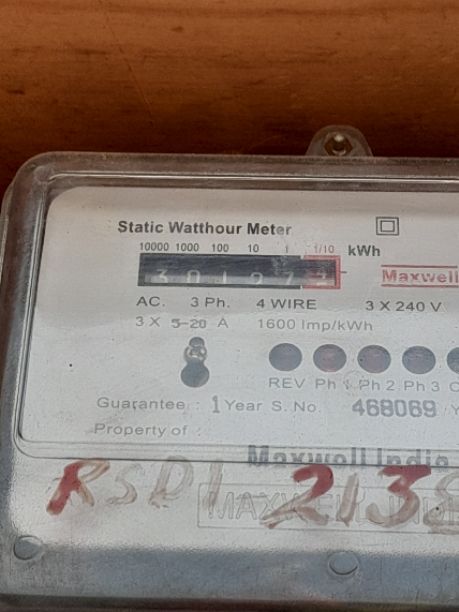 Static Watthour Meter
10000 1000 100 10 1 1/10 kWh
Maxwell
AC. 3 Ph. 4 WIRE 3 X 240 V
3 X 5-20 A 1600 Imp/kWh
REV Ph 1 Ph 2 Ph 3
Guarantee : 1 Year S. No. 468069
Property of :
Maxwell India
RSDI 2138